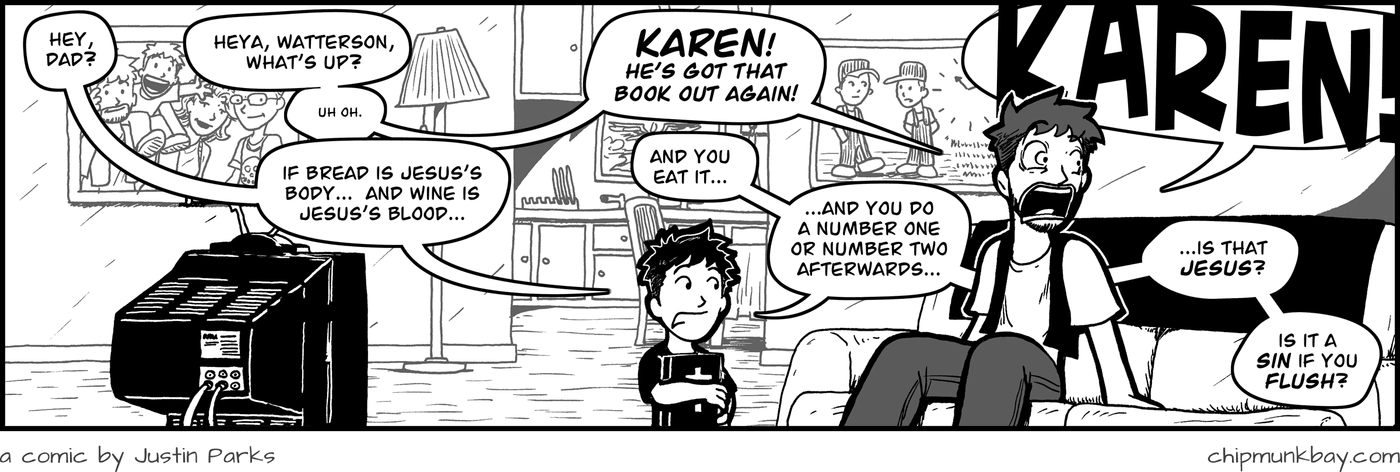 HEY,
DAD?
HEYA, WATTERSON,
WHAT'S UP?
UH OH.
KAREN!
HE'S GOT THAT
BOOK OUT AGAIN!
IF BREAD IS JESUS'S
BODY... AND WINE IS
JESUS'S BLOOD...
AND YOU
EAT IT...
...AND YOU DO
A NUMBER ONE
OR NUMBER TWO
AFTERWARDS...
KAREN!
...IS THAT
JESUS?
IS IT A
SIN IF YOU
FLUSH?
a comic by Justin Parks
chipmunkbay.com